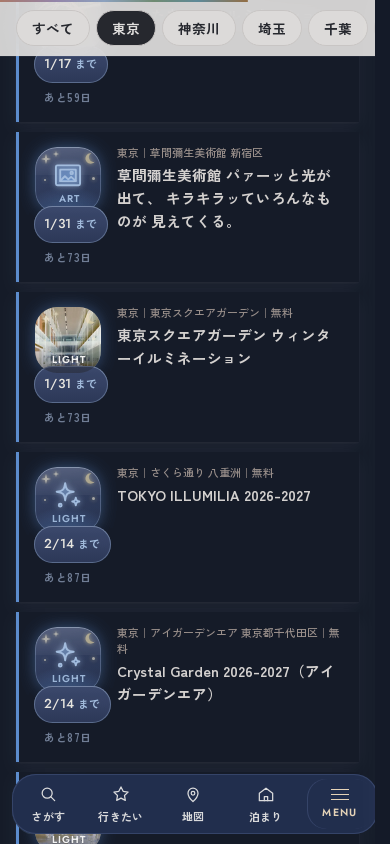 すべて
東京
神奈川
埼玉
千葉
1/17 まで
あと59日
東京｜草間彌生美術館 新宿区
ART
草間彌生美術館 パァーッと光が
出て、 キラキラッていろんなも
のが 見えてくる。
1/31 まで
あと73日
東京｜東京スクエアガーデン｜無料
LIGHT
東京スクエアガーデン ウィンタ
ーイルミネーション
1/31 まで
あと73日
東京｜さくら通り 八重洲｜無料
LIGHT
TOKYO ILLUMILIA 2026-2027
2/14 まで
あと87日
東京｜アイガーデンエア 東京都千代田区｜無
料
LIGHT
Crystal Garden 2026-2027（アイ
ガーデンエア）
2/14 まで
あと87日
さがす
行きたい
地図
泊まり
MENU